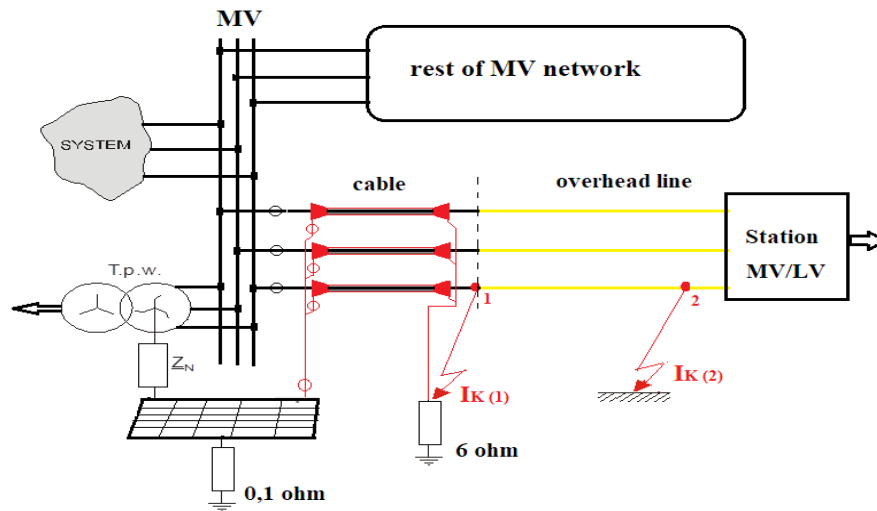 MV
rest of MV network
SYSTEM
cable
overhead line
Station
MV/LV
T.p.w.
1
2
Z_N
I_K (1)
I_K (2)
6 ohm
0,1 ohm